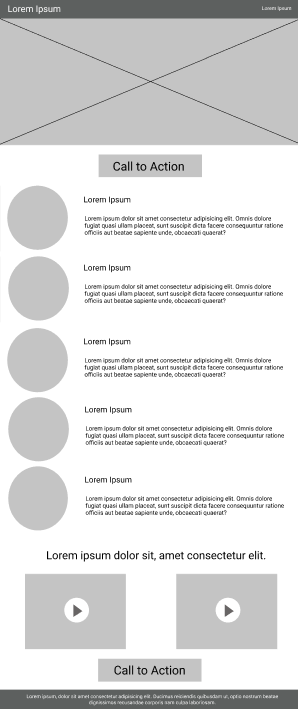 Lorem Ipsum
Lorem Ipsum
Call to Action
Lorem Ipsum
Lorem ipsum dolor sit amet consectetur adipisicing elit. Omnis dolore
fugiat quasi ullam placeat, sunt suscipit dicta facere consequuntur ratione
officiis aut beatae sapiente unde, obcaecati quaerat?
Lorem Ipsum
Lorem ipsum dolor sit amet consectetur adipisicing elit. Omnis dolore
fugiat quasi ullam placeat, sunt suscipit dicta facere consequuntur ratione
officiis aut beatae sapiente unde, obcaecati quaerat?
Lorem Ipsum
Lorem ipsum dolor sit amet consectetur adipisicing elit. Omnis dolore
fugiat quasi ullam placeat, sunt suscipit dicta facere consequuntur ratione
officiis aut beatae sapiente unde, obcaecati quaerat?
Lorem Ipsum
Lorem ipsum dolor sit amet consectetur adipisicing elit. Omnis dolore
fugiat quasi ullam placeat, sunt suscipit dicta facere consequuntur ratione
officiis aut beatae sapiente unde, obcaecati quaerat?
Lorem Ipsum
Lorem ipsum dolor sit amet consectetur adipisicing elit. Omnis dolore
fugiat quasi ullam placeat, sunt suscipit dicta facere consequuntur ratione
officiis aut beatae sapiente unde, obcaecati quaerat?
Lorem ipsum dolor sit, amet consectetur elit.
Call to Action
Lorem ipsum, dolor sit amet consectetur adipisicing elit. Ducimus reiciendis quibusdam ut, optio nostrum beatae
dignissimos recusandae corporis nam culpa laboriosam.